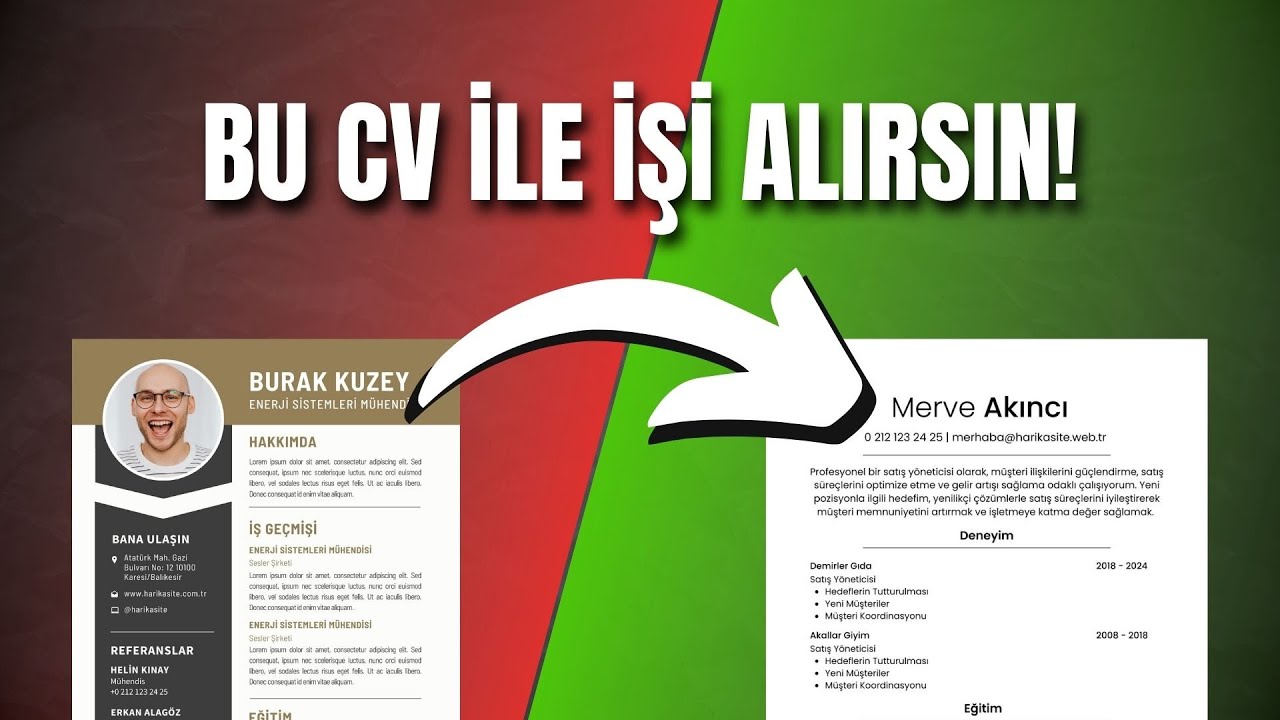 BU CV İLE İŞİ ALIRSIN!
BURAK KUZEY
ENERJİ SİSTEMLERİ MÜHENDİ
HAKKIMDA
Lorem ipsum dolor sit amet, consectetur adipiscing elit. Sed
consequat, ipsum nec scelerisque luctus, nunc orci euismod
libero, vel sodales lectus risus eget felis. Duis ac urna nibh.
Donec consequat id enim vitae aliquam.
İŞ GEÇMİŞİ
ENERJİ SİSTEMLERİ MÜHENDİSİ
Sesler Şirketi
Lorem ipsum dolor sit amet, consectetur adipiscing elit. Sed
consequat, ipsum nec scelerisque luctus, nunc orci euismod
libero, vel sodales lectus risus eget felis. Duis ac urna nibh.
Donec consequat id enim vitae aliquam.
ENERJİ SİSTEMLERİ MÜHENDİSİ
Sesler Şirketi
Lorem ipsum dolor sit amet, consectetur adipiscing elit. Sed
consequat, ipsum nec scelerisque luctus, nunc orci euismod
libero, vel sodales lectus risus eget felis. Duis ac urna nibh.
Donec consequat id enim vitae aliquam.
EĞİTİM
BANA ULAŞIN
Atatürk Mah. Gazi
Bulvarı No: 12 10100
Karesi/Balıkesir
www.harikasite.com.tr
@harikasite
REFERANSLAR
HELİN KINAY
Mühendis
+0 212 123 24 25
ERKAN ALAGÖZ
Merve Akıncı
0 212 123 24 25 | merhaba@harikasite.web.tr
Profesyonel bir satış yöneticisi olarak, müşteri ilişkilerini güçlendirme, satış
süreçlerini optimize etme ve gelir artışı sağlama odaklı çalışıyorum. Yeni
pozisyonla ilgili hedefim, yenilikçi çözümlerle satış süreçlerini iyileştirerek
müşteri memnuniyetini artırmak ve işletmeye katma değer sağlamak.
Deneyim
Demirler Gıda 2018 - 2024
Satış Yöneticisi
• Hedeflerin Tutturulması
• Yeni Müşteriler
• Müşteri Koordinasyonu
Akallar Giyim 2008 - 2018
Satış Yöneticisi
• Hedeflerin Tutturulması
• Yeni Müşteriler
• Müşteri Koordinasyonu
Eğitim